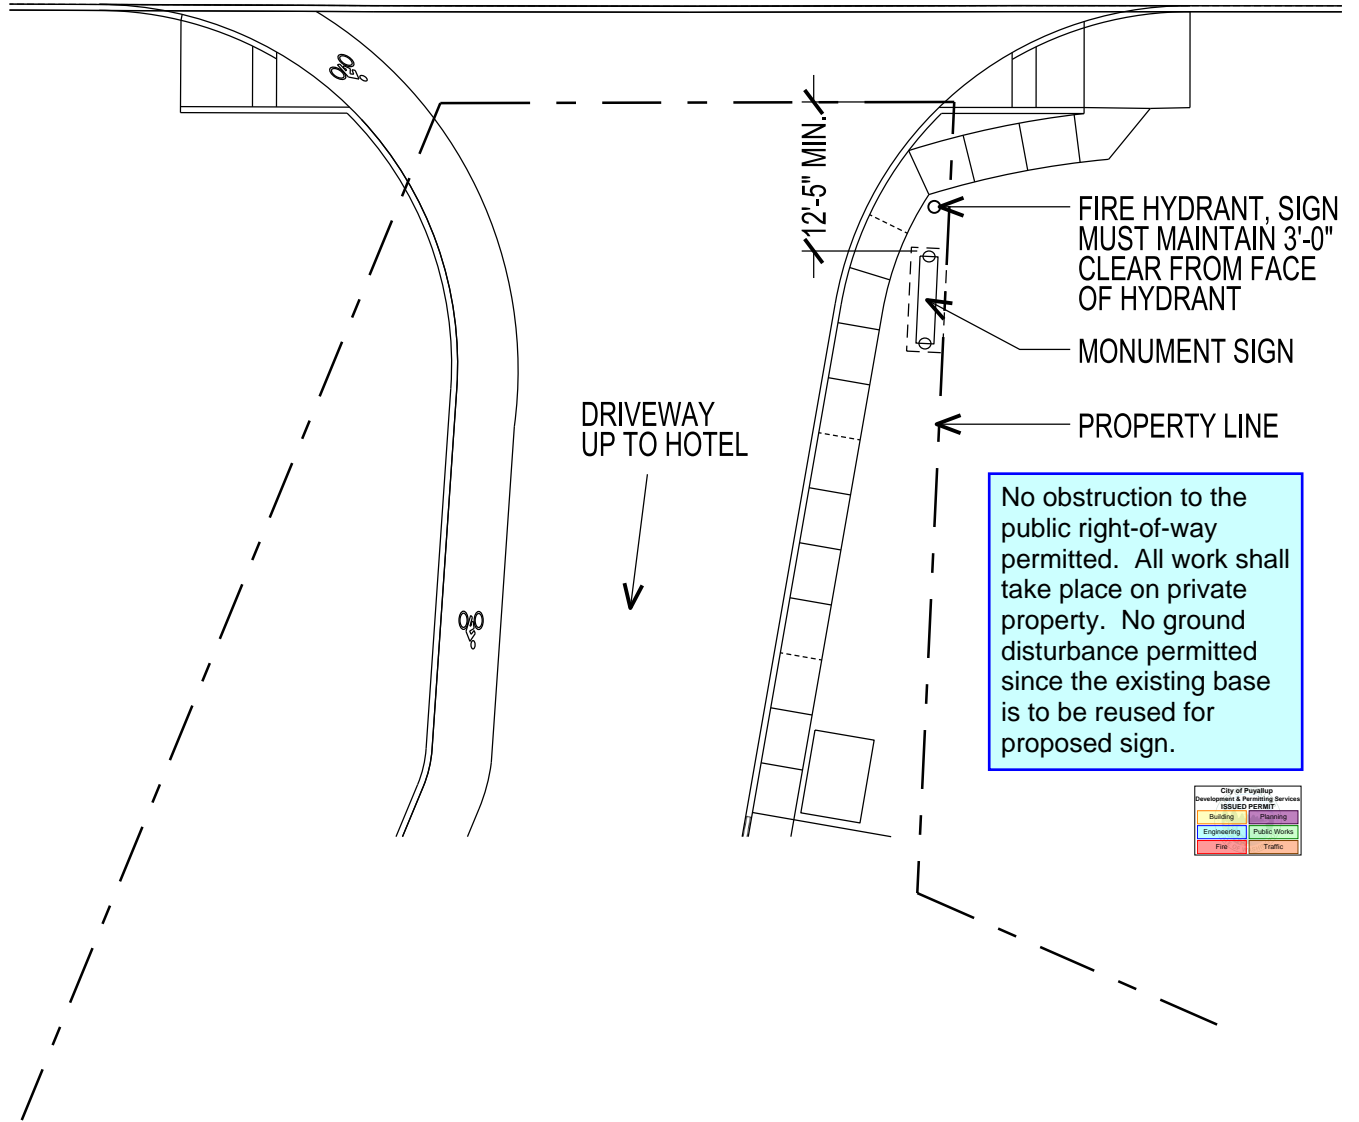 12'-5" MIN.
FIRE HYDRANT, SIGN
MUST MAINTAIN 3'-0"
CLEAR FROM FACE
OF HYDRANT
MONUMENT SIGN
DRIVEWAY
UP TO HOTEL
PROPERTY LINE
No obstruction to the
public right-of-way
permitted.  All work shall
take place on private
property.  No ground
disturbance permitted
since the existing base
is to be reused for
proposed sign.
City of Puyallup
Development & Permitting Services
ISSUED PERMIT
Building Planning
Engineering Public Works
Fire Traffic